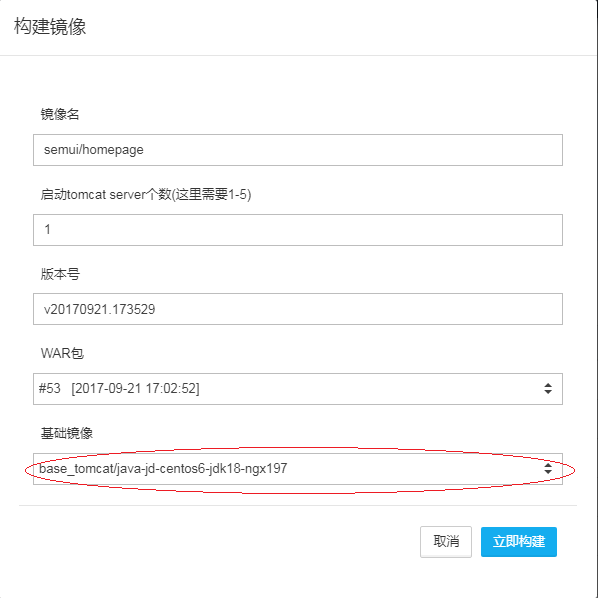 构建镜像
镜像名
semui/homepage
启动tomcat server个数(这里需要1-5)
1
版本号
v20170921.173529
WAR包
#53 [2017-09-21 17:02:52]
基础镜像
base_tomcat/java-jd-centos6-jdk18-ngx197
取消 立即构建